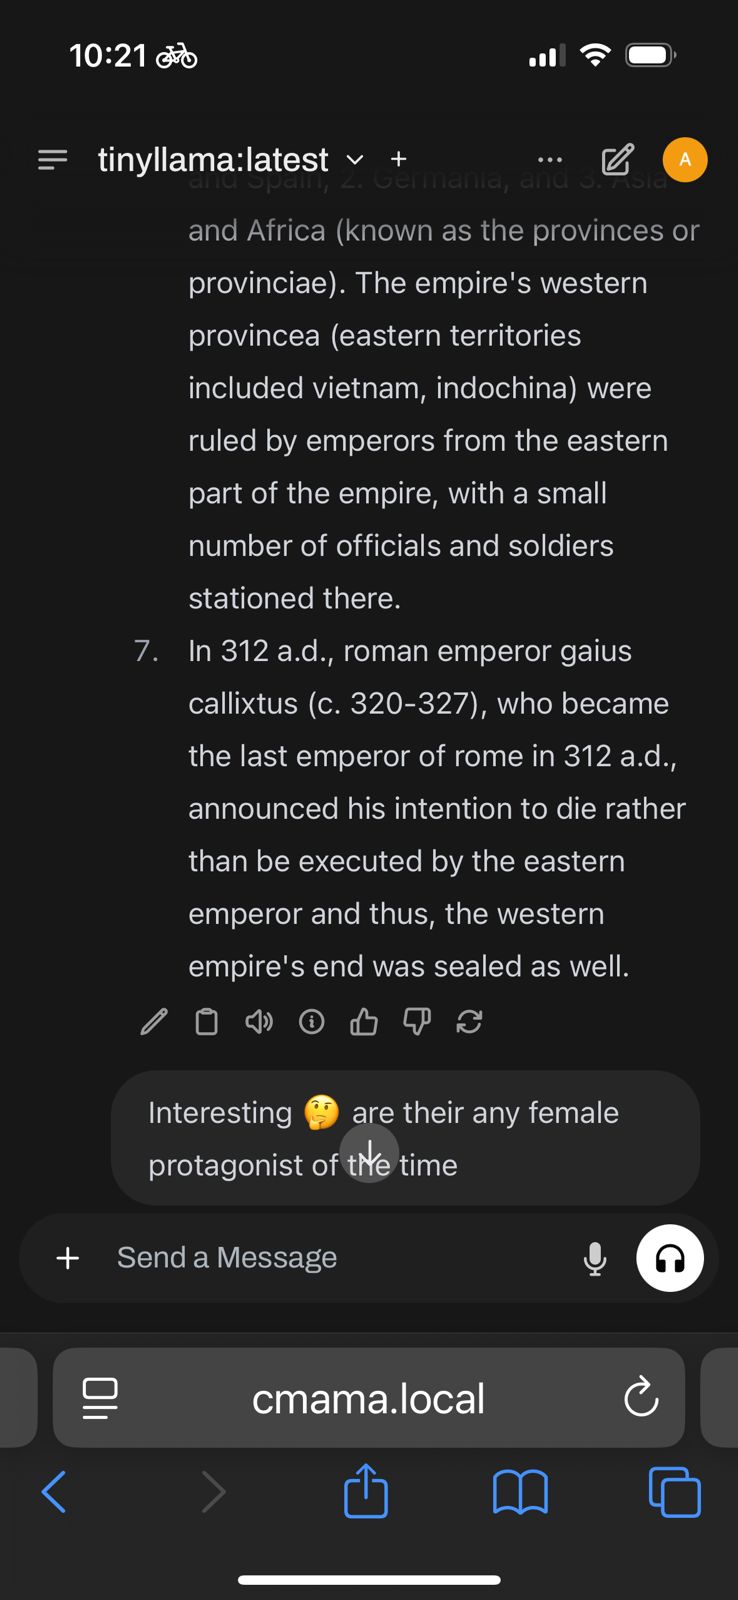 10:21
tinyllama:latest
A
and Spain, 2. Germania, and 3. Asia
and Africa (known as the provinces or
provinciae). The empire's western
provincea (eastern territories
included vietnam, indochina) were
ruled by emperors from the eastern
part of the empire, with a small
number of officials and soldiers
stationed there.
7. In 312 a.d., roman emperor gaius
callixtus (c. 320-327), who became
the last emperor of rome in 312 a.d.,
announced his intention to die rather
than be executed by the eastern
emperor and thus, the western
empire's end was sealed as well.
Interesting 🤔 are their any female
protagonist of the time
Send a Message
cmama.local